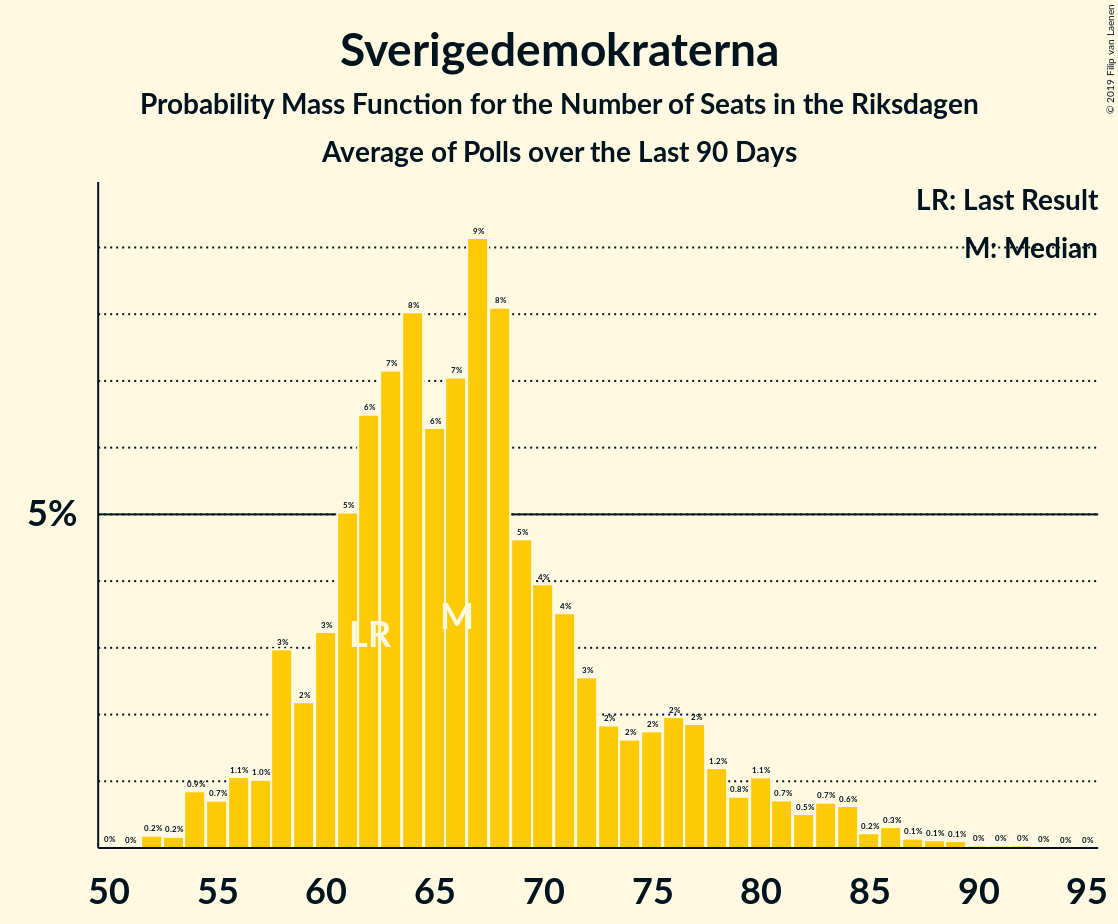 Sverigedemokraterna
Probability Mass Function for the Number of Seats in the Riksdagen
Average of Polls over the Last 90 Days
© 2019 Filip van Laenen
LR: Last Result
M: Median
5%
0% 0% 0.2% 0.2% 0.9% 0.7% 1.1% 1.0% 3% 2% 3% 5% 6% 7% 8% 6% 7% 9% 8% 5% 4% 4% 3% 2% 2% 2% 2% 2% 1.2% 0.8% 1.1% 0.7% 0.5% 0.7% 0.6% 0.2% 0.3% 0.1% 0.1% 0.1% 0% 0% 0% 0% 0% 0%
LR M
50 55 60 65 70 75 80 85 90 95